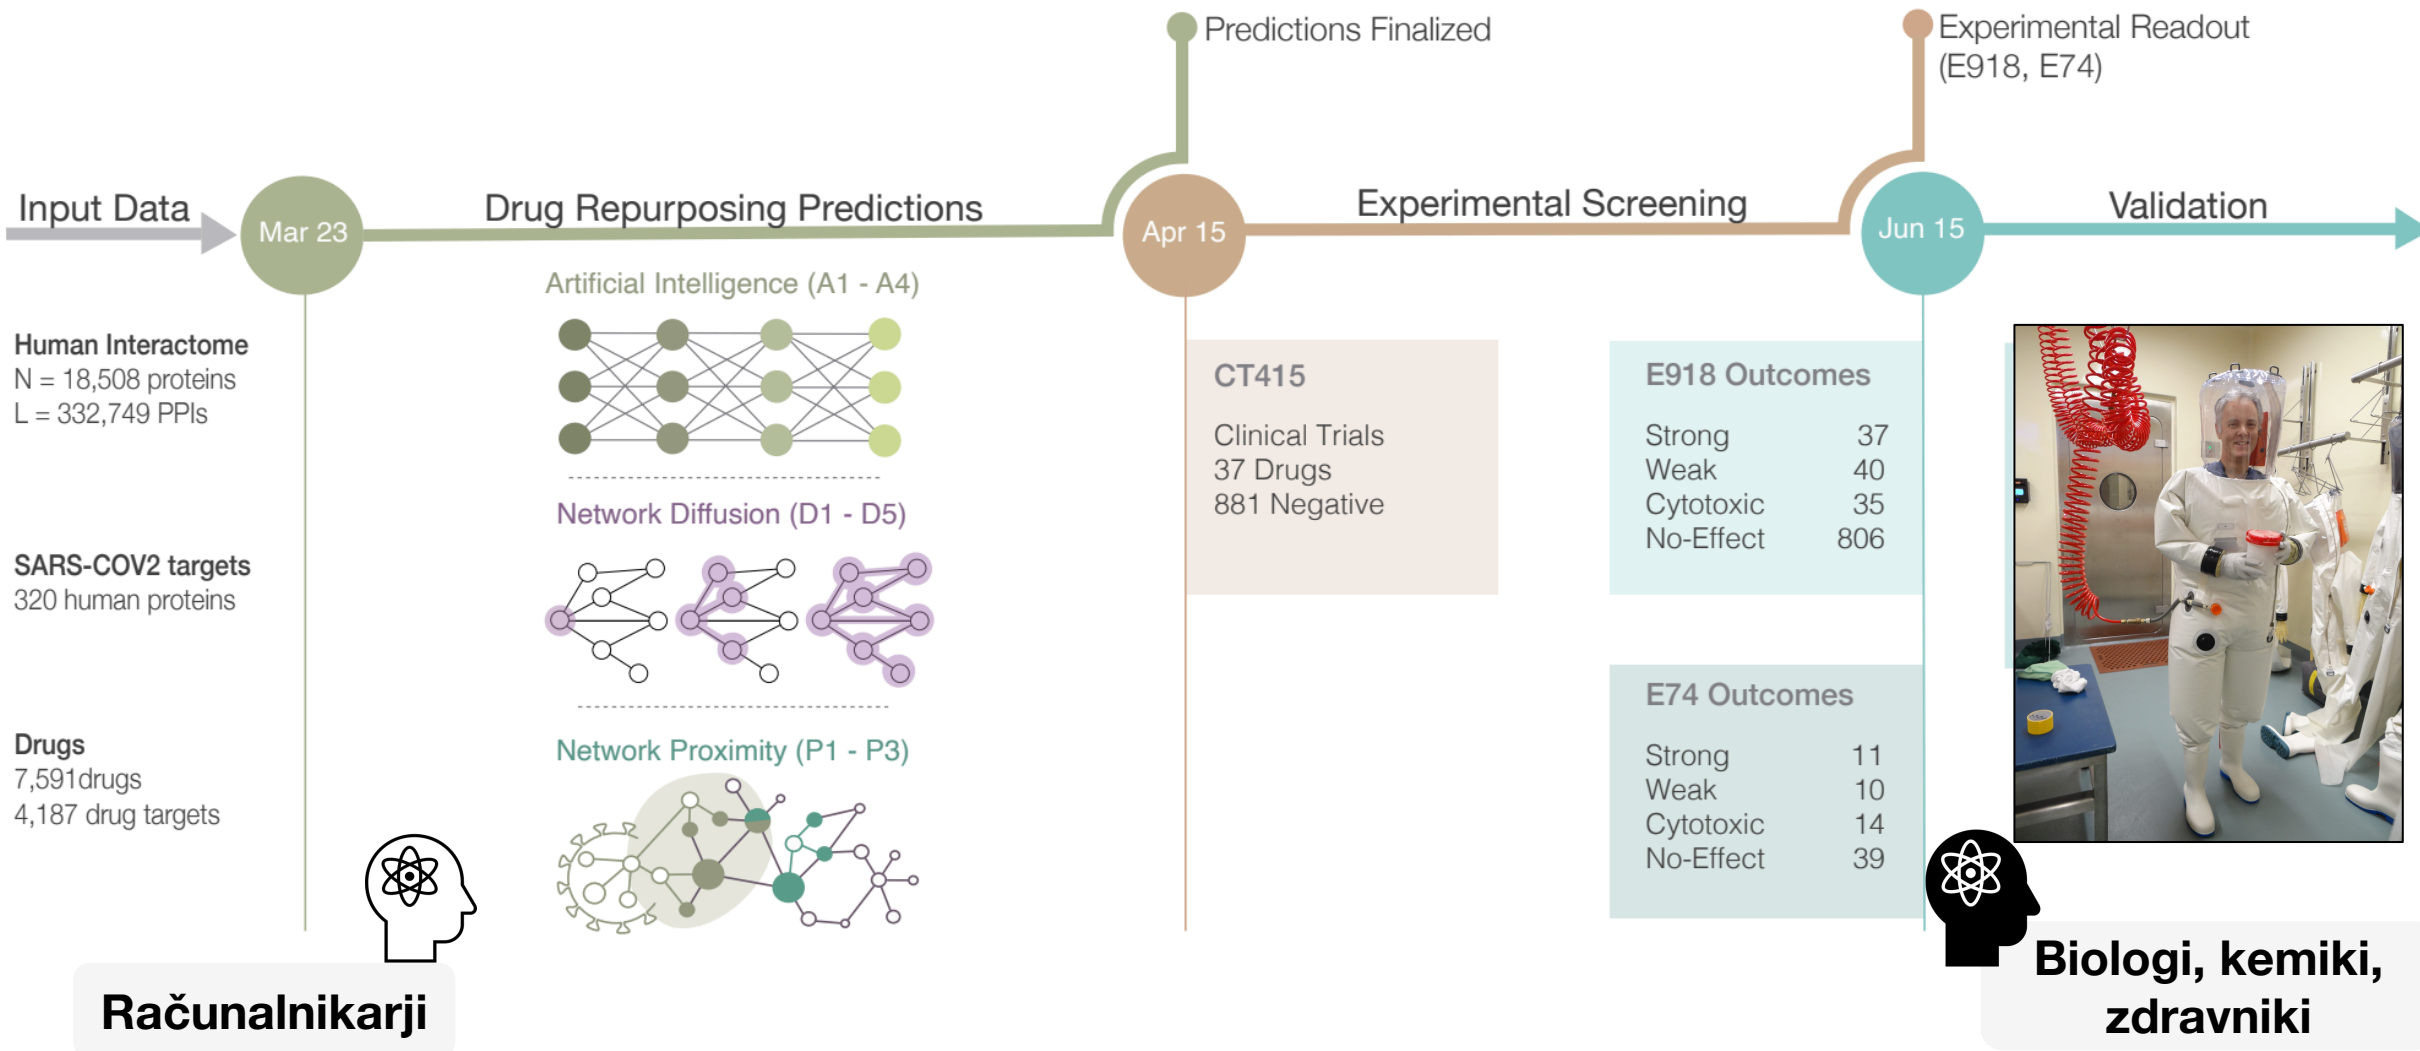 Predictions Finalized
Experimental Readout
(E918, E74)
Input Data
Mar 23
Drug Repurposing Predictions
Apr 15
Experimental Screening
Jun 15
Validation
Human Interactome
N = 18,508 proteins
L = 332,749 PPIs
SARS-COV2 targets
320 human proteins
Drugs
7,591drugs
4,187 drug targets
Artificial Intelligence (A1 - A4)
Network Diffusion (D1 - D5)
Network Proximity (P1 - P3)
CT415
Clinical Trials
37 Drugs
881 Negative
E918 Outcomes
Strong 37
Weak 40
Cytotoxic 35
No-Effect 806
E74 Outcomes
Strong 11
Weak 10
Cytotoxic 14
No-Effect 39
Računalnikarji
Biologi, kemiki,
zdravniki